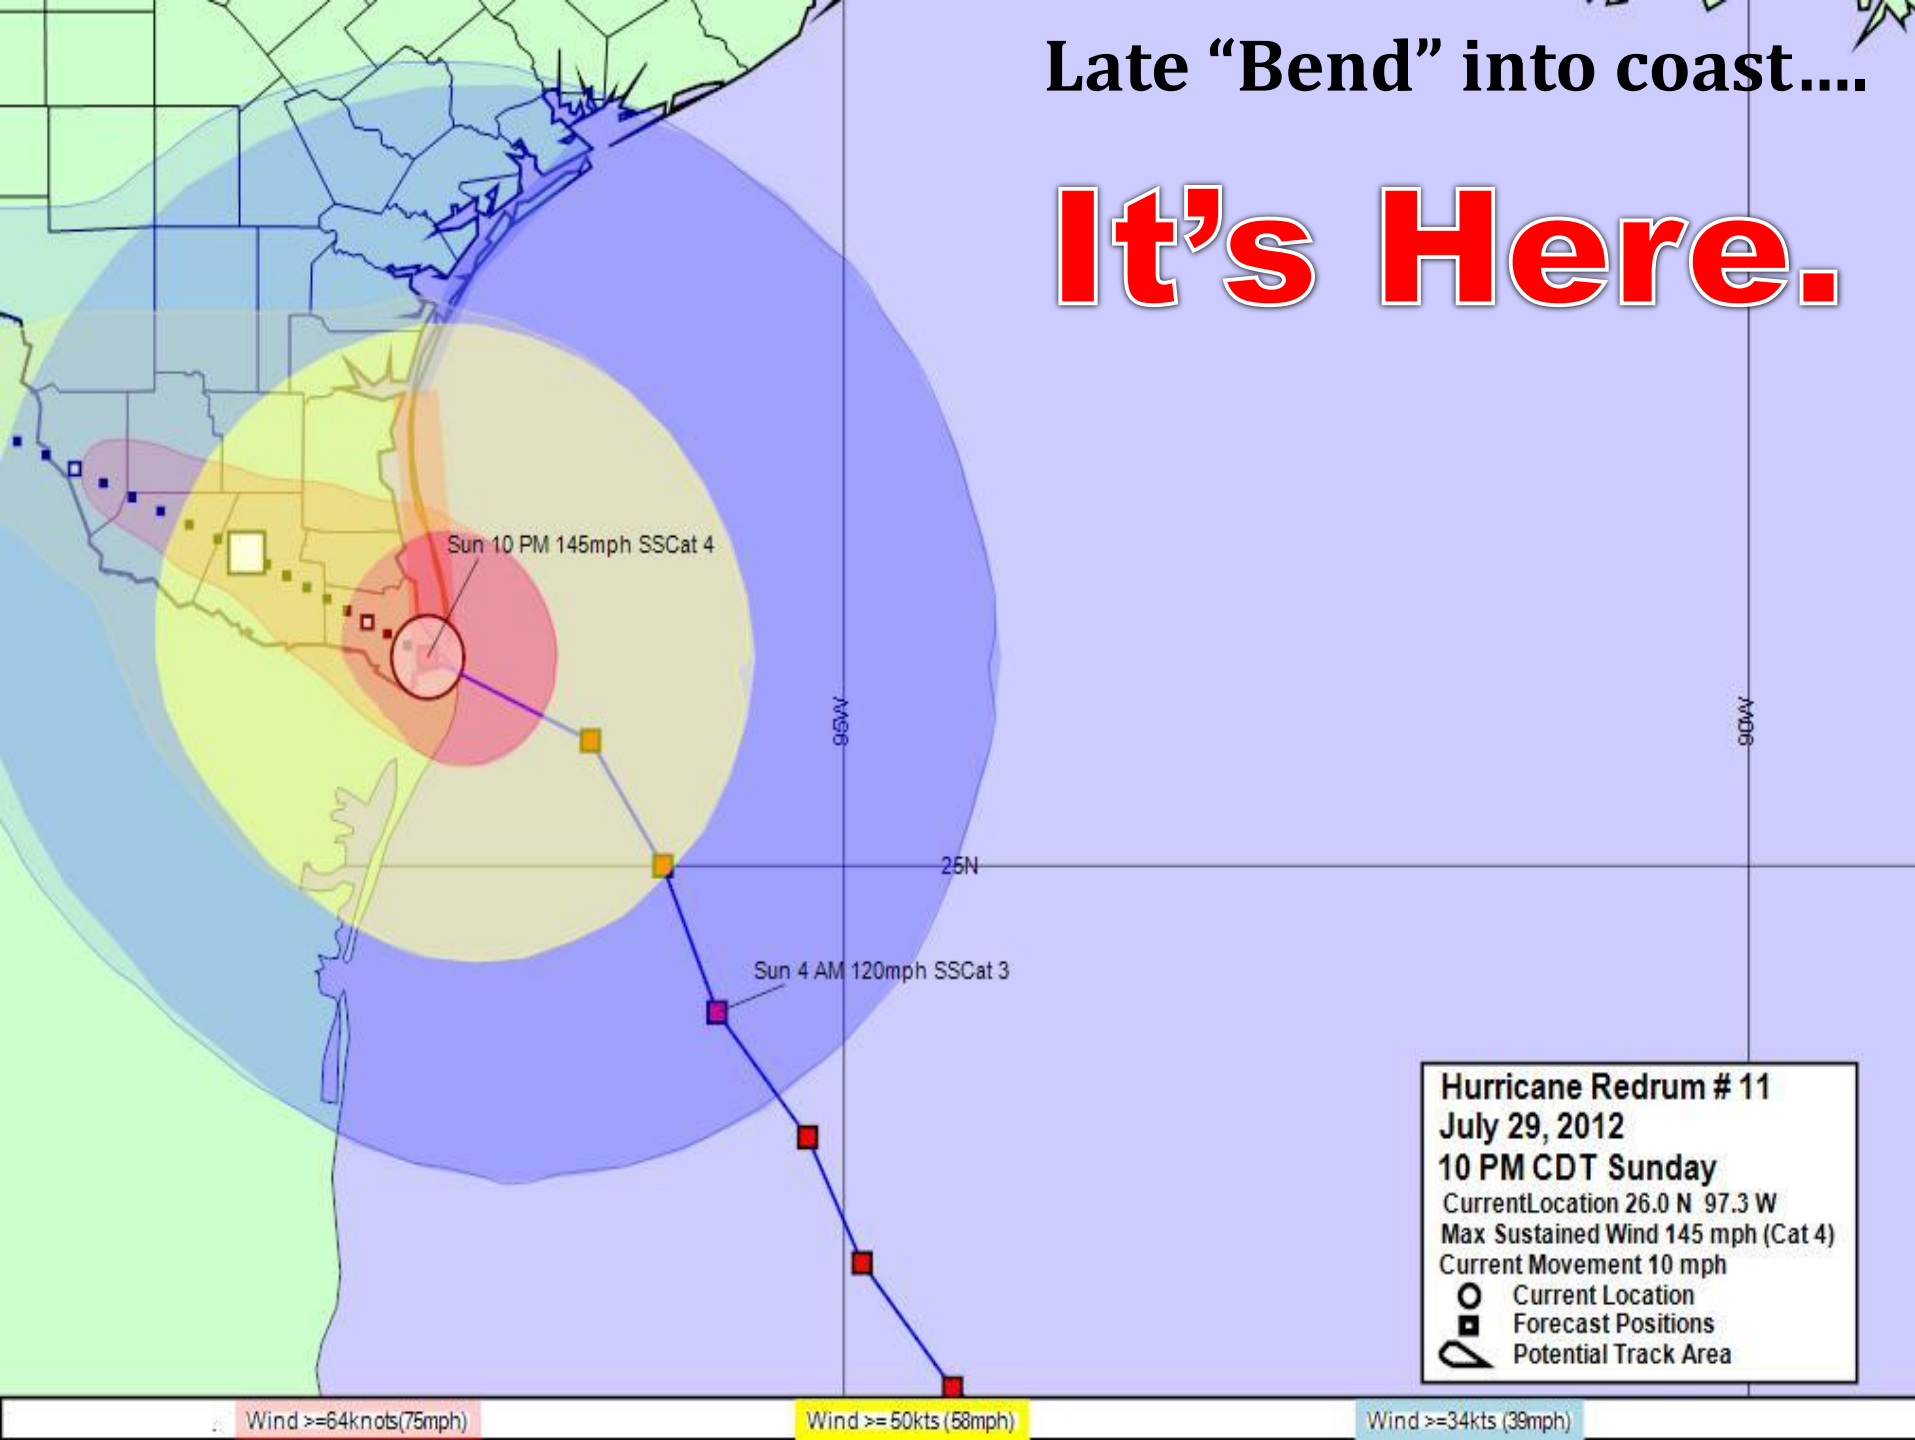 Late “Bend” into coast….
It’s Here.
Sun 10 PM 145mph SSCat 4
95W
90W
25N
Sun 4 AM 120mph SSCat 3
Hurricane Redrum # 11
July 29, 2012
10 PM CDT Sunday
CurrentLocation 26.0 N 97.3 W
Max Sustained Wind 145 mph (Cat 4)
Current Movement 10 mph
Current Location
Forecast Positions
Potential Track Area
Wind >=64knots(75mph)
Wind >= 50kts (58mph)
Wind >=34kts (39mph)